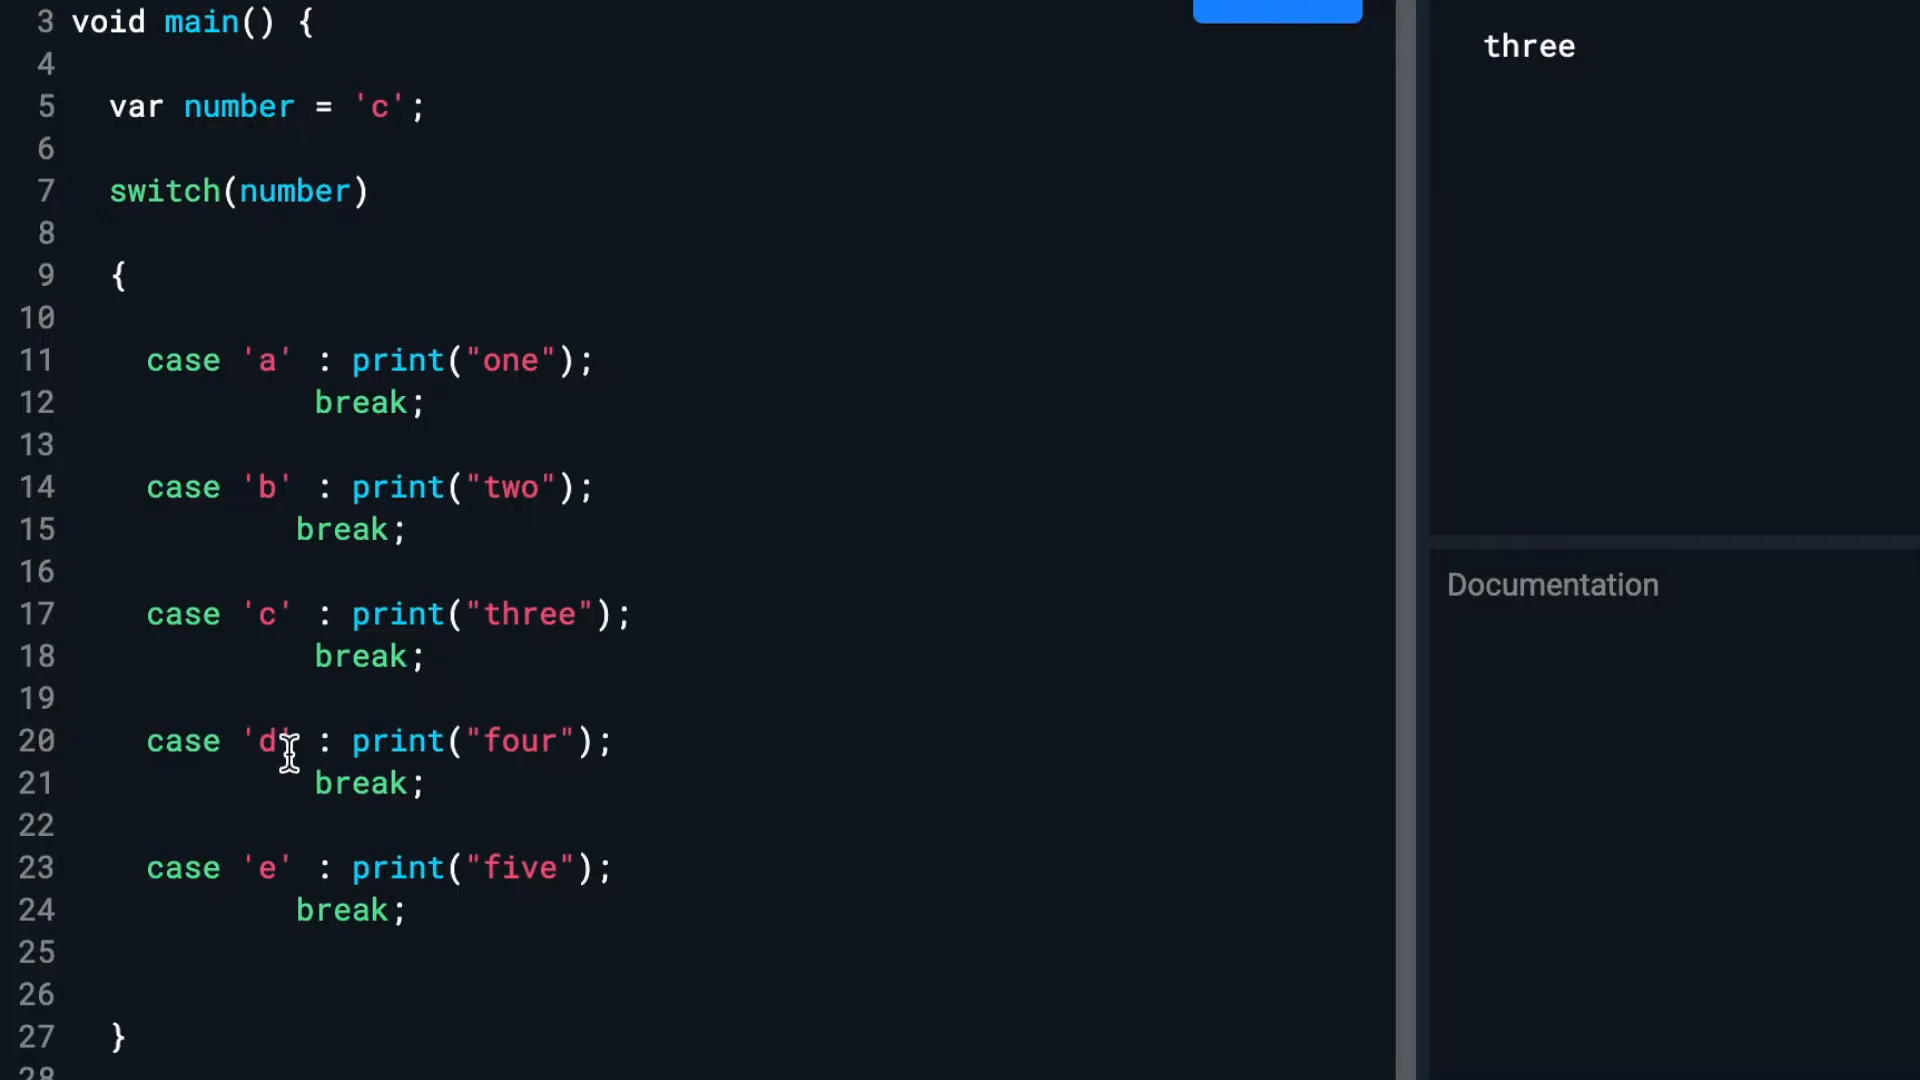 3 void main() {
4
5 var number = 'c';
6
7 switch(number)
8
9 {
10
11 case 'a' : print("one");
12 break;
13
14 case 'b' : print("two");
15 break;
16
17 case 'c' : print("three");
18 break;
19
20 case 'd' : print("four");
21 break;
22
23 case 'e' : print("five");
24 break;
25
26
27 }
28
three
Documentation